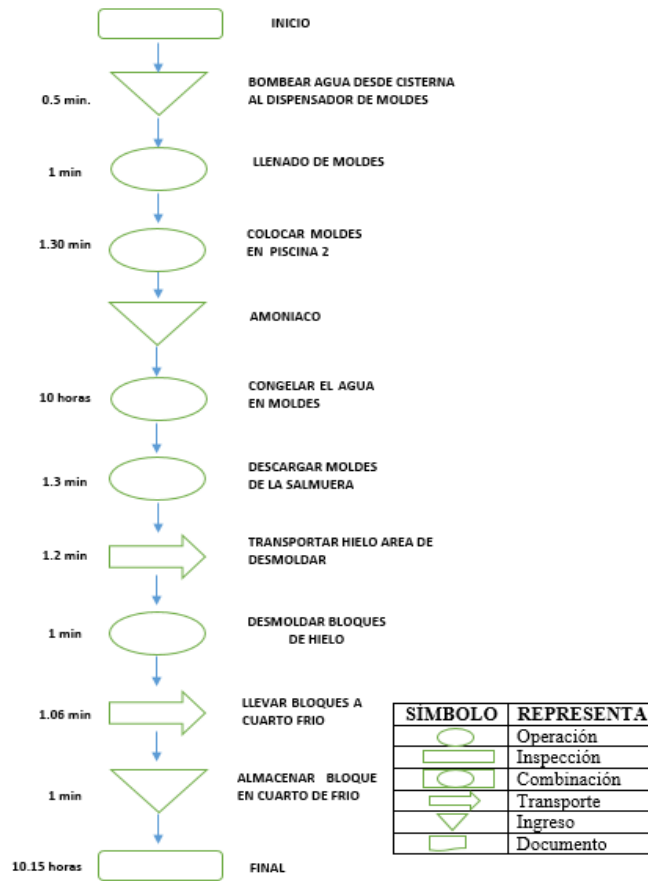 INICIO
0.5 min.
BOMBEAR AGUA DESDE CISTERNA
AL DISPENSADOR DE MOLDES
1 min
LLENADO DE MOLDES
1.30 min
COLOCAR MOLDES
EN PISCINA 2
AMONIACO
10 horas
CONGELAR EL AGUA
EN MOLDES
1.3 min
DESCARGAR MOLDES
DE LA SALMUERA
1.2 min
TRANSPORTAR HIELO AREA DE
DESMOLDAR
1 min
DESMOLDAR BLOQUES
DE HIELO
1.06 min
LLEVAR BLOQUES A
CUARTO FRIO
1 min
ALMACENAR BLOQUE
EN CUARTO DE FRIO
10.15 horas
FINAL
SÍMBOLO REPRESENTA
Operación
Inspección
Combinación
Transporte
Ingreso
Documento